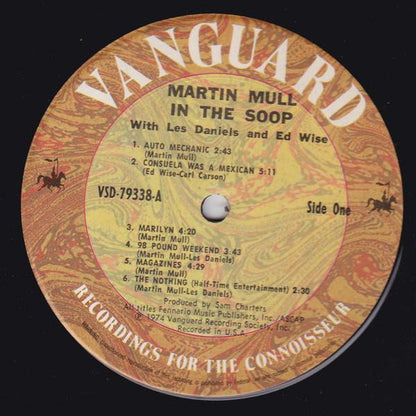 VANGUARD
MARTIN MULL
IN THE SOOP
With Les Daniels and Ed Wise
1. AUTO MECHANIC 2:43
(Martin Mull)
2. CONSUELA WAS A MEXICAN 5:11
(Ed Wise-Carl Carson)
VSD-79338-A
Side One
3. MARILYN 4:20
(Martin Mull)
4. 98 POUND WEEKEND 3:43
(Martin Mull-Les Daniels)
5. MAGAZINES 4:29
(Martin Mull)
6. THE NOTHING (Half-Time Entertainment) 2:30
(Martin Mull-Les Daniels)
Produced by Sam Charters
All titles Fennario Music Publishers, Inc./ASCAP
℗ 1974 Vanguard Recording Society, Inc.
Recorded in U.S.A.
RECORDINGS FOR THE CONNOISSEUR